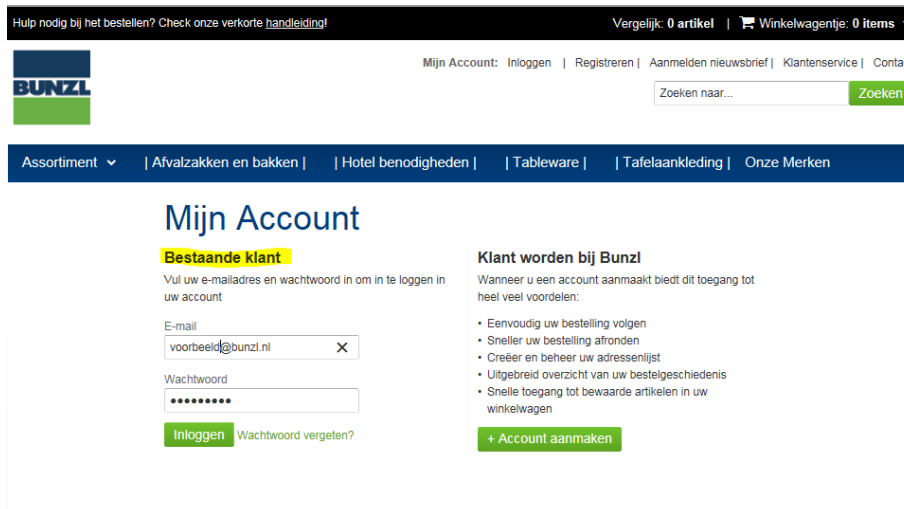 Hulp nodig bij het bestellen? Check onze verkorte handleiding!
Vergelijk: 0 artikel | Winkelwagentje: 0 items
BUNZL
Mijn Account: Inloggen | Registreren | Aanmelden nieuwsbrief | Klantenservice | Conta
Zoeken naar...
Zoeken
Assortiment | Afvalzakken en bakken | | Hotel benodigheden | | Tableware | | Tafelaankleding | Onze Merken
Mijn Account
Bestaande klant
Vul uw e-mailadres en wachtwoord in om in te loggen in
uw account
E-mail
voorbeeld@bunzl.nl
Wachtwoord
•••••••••
Inloggen Wachtwoord vergeten?
Klant worden bij Bunzl
Wanneer u een account aanmaakt biedt dit toegang tot
heel veel voordelen:
• Eenvoudig uw bestelling volgen
• Sneller uw bestelling afronden
• Creëer en beheer uw adressenlijst
• Uitgebreid overzicht van uw bestelgeschiedenis
• Snelle toegang tot bewaarde artikelen in uw
winkelwagen
+ Account aanmaken